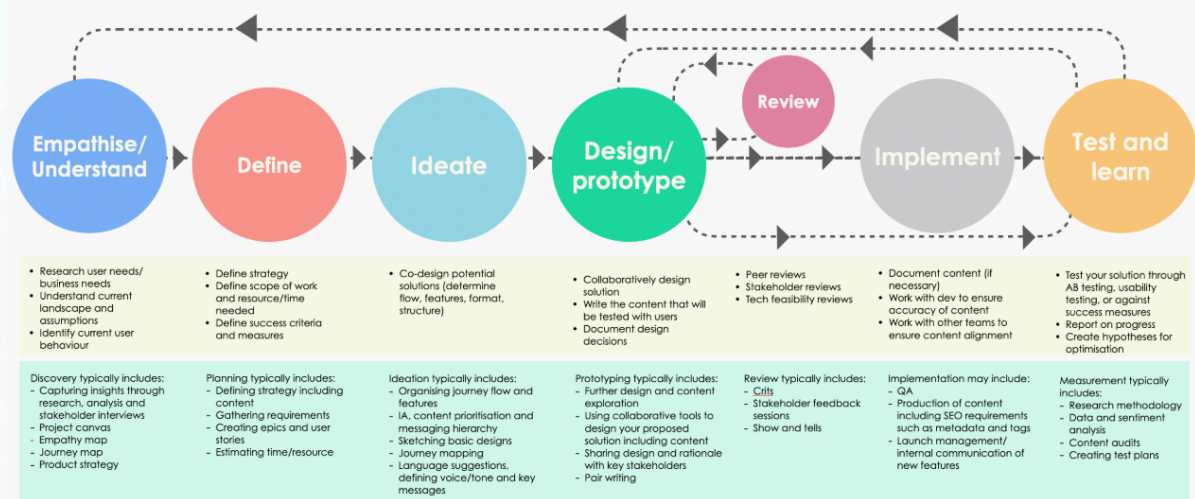 Empathise/
Understand
Define
Ideate
Design/
prototype
Review
Implement
Test and
learn
• Research user needs/
business needs
• Understand current
landscape and
assumptions
• Identify current user
behaviour
• Define strategy
• Define scope of work
and resource/time
needed
• Define success criteria
and measures
• Co-design potential
solutions (determine
flow, features, format,
structure)
• Collaboratively design
solution
• Write the content that will
be tested with users
• Document design
decisions
• Peer reviews
• Stakeholder reviews
• Tech feasibility reviews
• Document content (if
necessary)
• Work with dev to ensure
accuracy of content
• Work with other teams to
ensure content alignment
• Test your solution through
AB testing, usability
testing, or against
success measures
• Report on progress
• Create hypotheses for
optimisation
Discovery typically includes:
- Capturing insights through
research, analysis and
stakeholder interviews
- Project canvas
- Empathy map
- Journey map
- Product strategy
Planning typically includes:
- Defining strategy including
content
- Gathering requirements
- Creating epics and user
stories
- Estimating time/resource
Ideation typically includes:
- Organising journey flow and
features
- IA, content prioritisation and
messaging hierarchy
- Sketching basic designs
- Journey mapping
- Language suggestions,
defining voice/tone and key
messages
Prototyping typically includes:
- Further design and content
exploration
- Using collaborative tools to
design your proposed
solution including content
- Sharing design and rationale
with key stakeholders
- Pair writing
Review typically includes:
- Crits
- Stakeholder feedback
sessions
- Show and tells
Implementation may include:
- QA
- Production of content
including SEO requirements
such as metadata and tags
- Launch management/
internal communication of
new features
Measurement typically
includes:
- Research methodology
- Data and sentiment
analysis
- Content audits
- Creating test plans